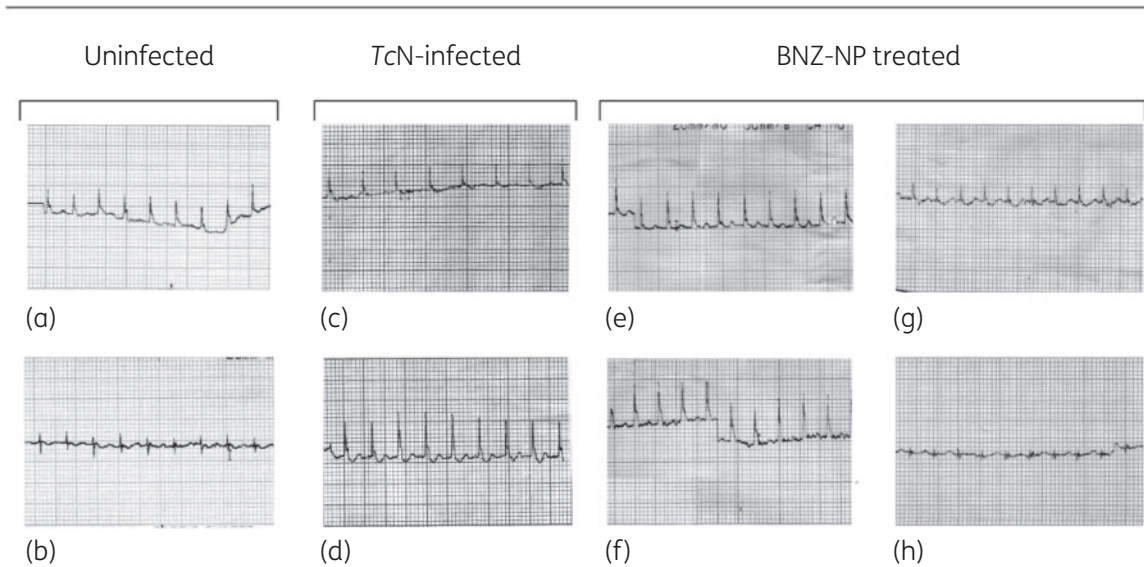 Uninfected TcN-infected BNZ-NP treated
(a) (c) (e) (g)
(b) (d) (f) (h)